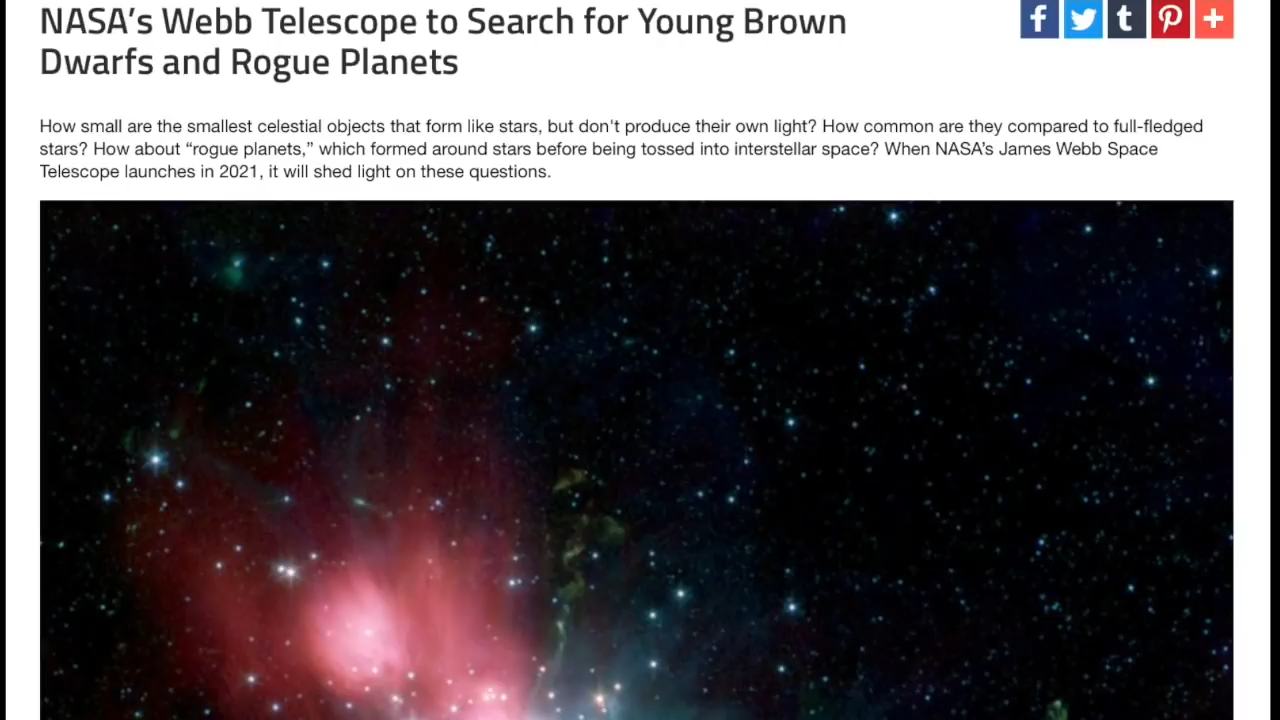 NASA’s Webb Telescope to Search for Young Brown
Dwarfs and Rogue Planets
How small are the smallest celestial objects that form like stars, but don't produce their own light? How common are they compared to full-fledged
stars? How about “rogue planets,” which formed around stars before being tossed into interstellar space? When NASA’s James Webb Space
Telescope launches in 2021, it will shed light on these questions.